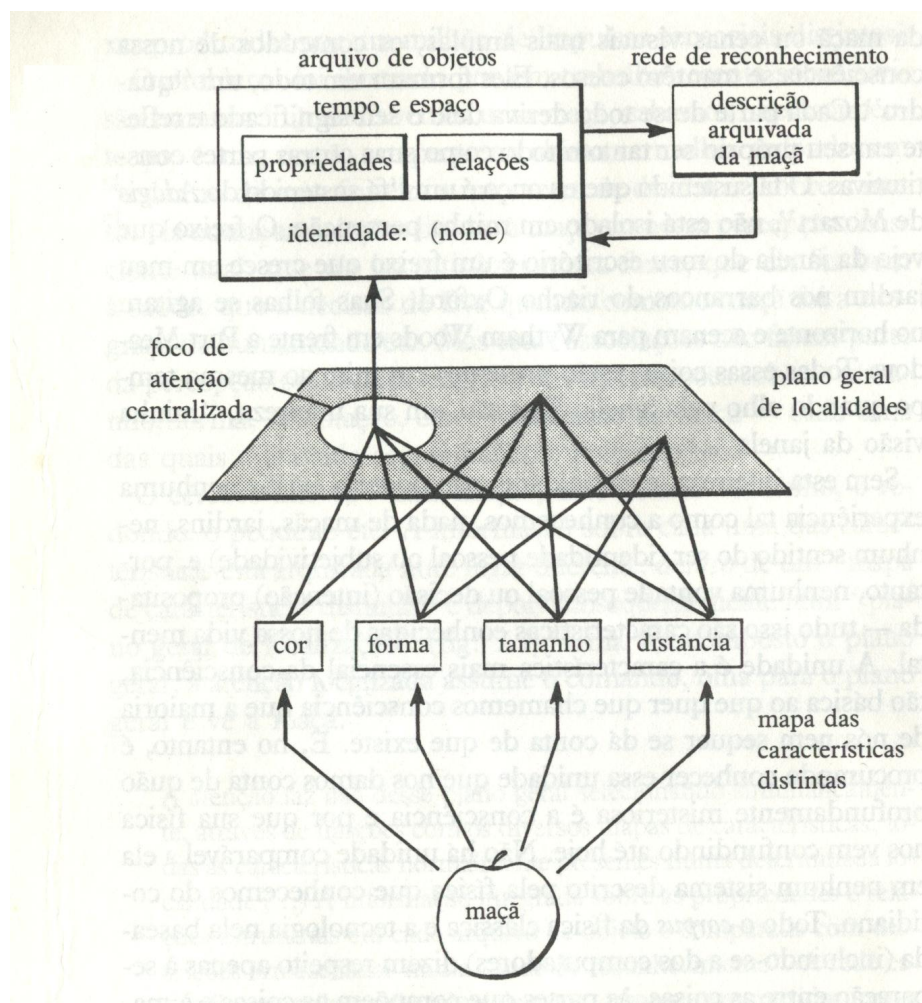 arquivo de objetos
rede de reconhecimento
tempo e espaço
propriedades
relações
identidade: (nome)
descrição
arquivada
da maçã
foco de
atenção
centralizada
plano geral
de localidades
cor
forma
tamanho
distância
mapa das
características
distintas
maçã